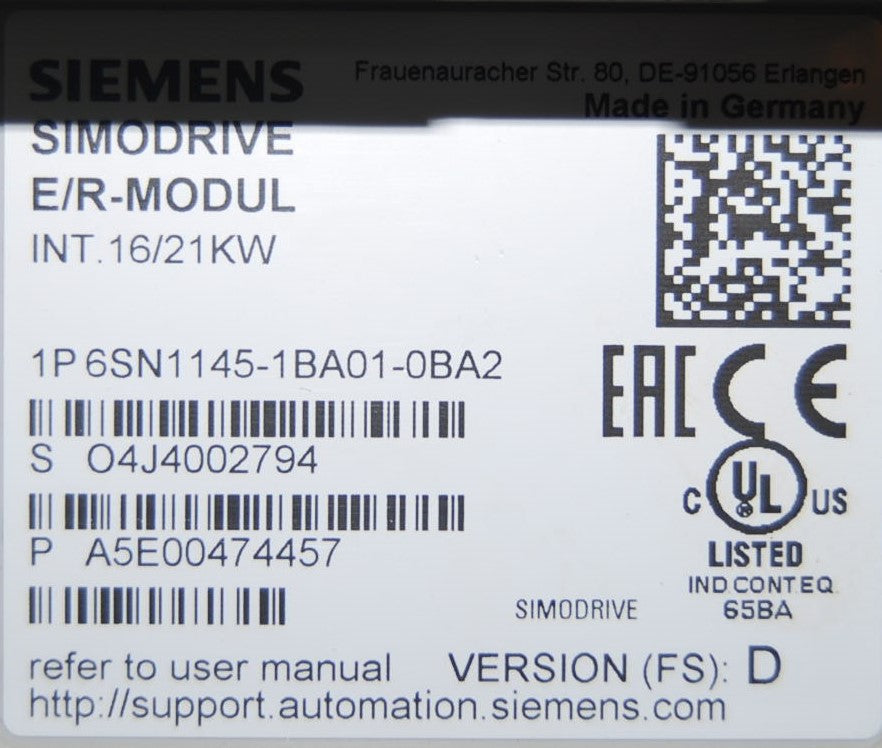 SIEMENS
Frauenauracher Str. 80, DE-91056 Erlangen
Made in Germany
SIMODRIVE
E/R-MODUL
INT.16/21KW
1P 6SN1145-1BA01-0BA2
S O4J4002794
P A5E00474457
EAC CE
C UL US
®
LISTED
IND.CONT.EQ.
65BA
SIMODRIVE
refer to user manual VERSION (FS): D
http://support.automation.siemens.com